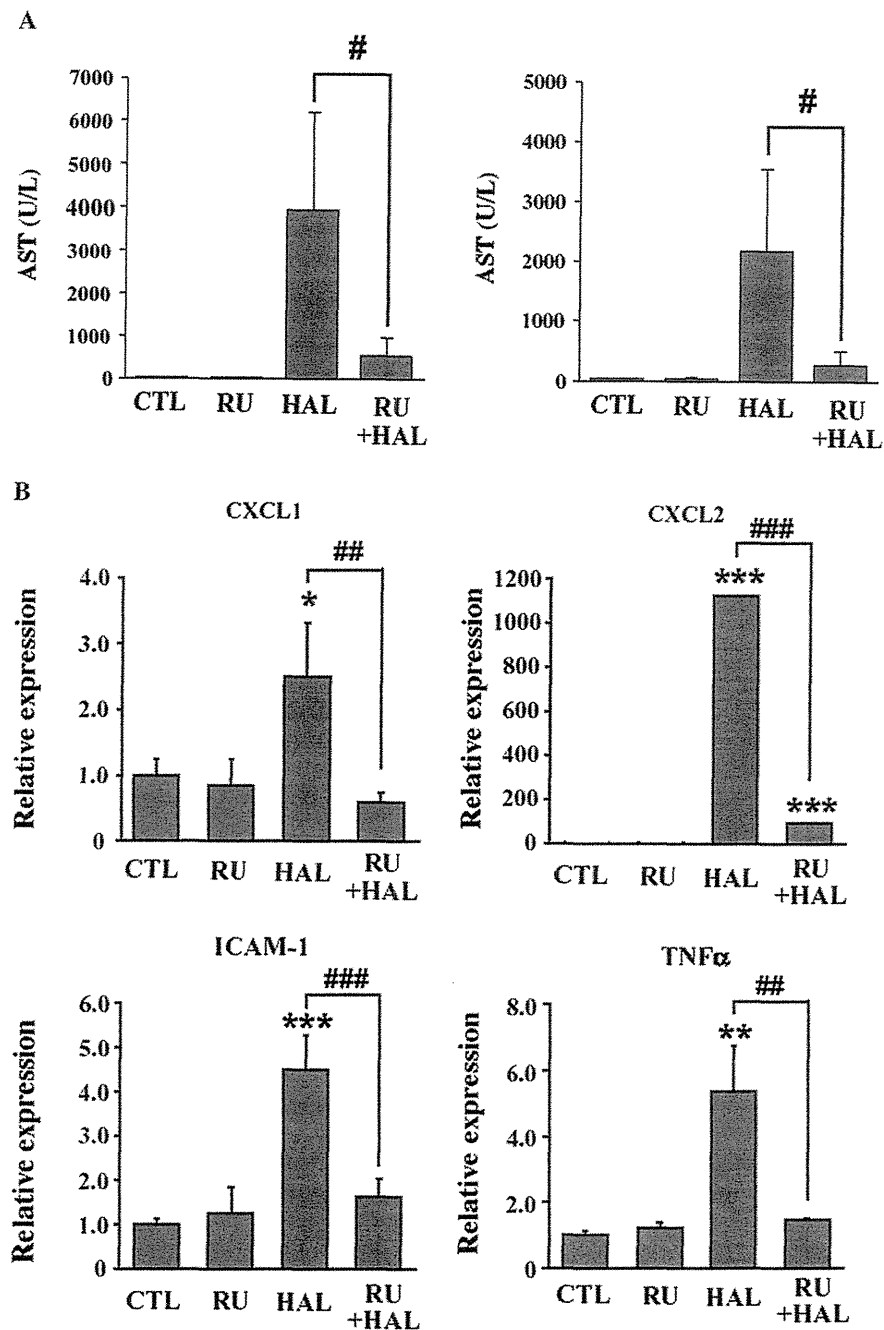 A
#
7000
6000
5000
4000
3000
2000
1000
0
AST (U/L)
CTL RU HAL RU +HAL
#
5000
4000
3000
2000
1000
0
AST (U/L)
CTL RU HAL RU +HAL
B
CXCL1
##
*
4.0
3.0
2.0
1.0
0
Relative expression
CTL RU HAL RU +HAL
CXCL2
###
***
***
1200
1000
800
600
400
200
0
Relative expression
CTL RU HAL RU +HAL
ICAM-1
###
***
6.0
5.0
4.0
3.0
2.0
1.0
0
Relative expression
CTL RU HAL RU +HAL
TNFα
##
**
8.0
6.0
4.0
2.0
0
Relative expression
CTL RU HAL RU +HAL